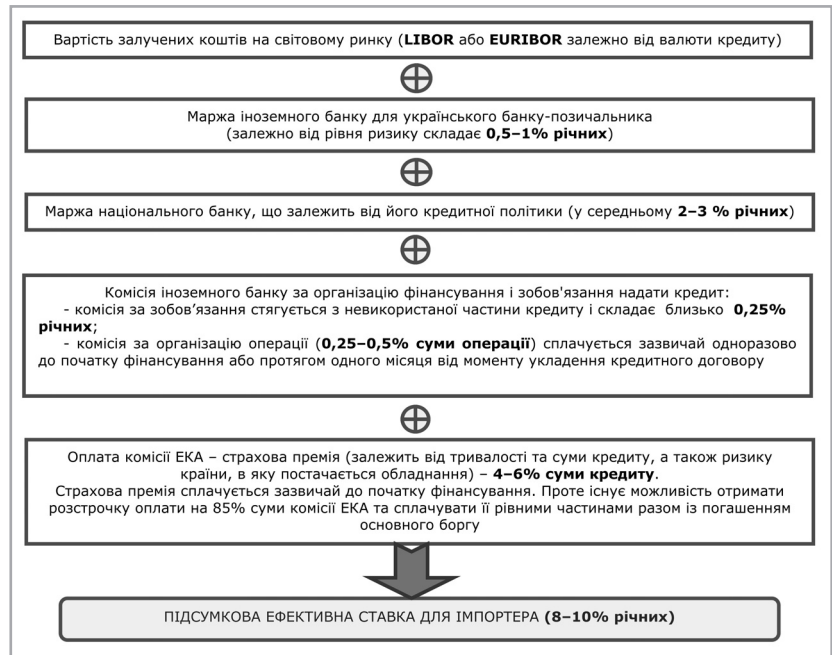 Вартість залучених коштів на світовому ринку (LIBOR або EURIBOR залежно від валюти кредиту)
Маржа іноземного банку для українського банку-позичальника
(залежно від рівня ризику складає 0,5–1% річних)
Маржа національного банку, що залежить від його кредитної політики (у середньому 2–3 % річних)
Комісія іноземного банку за організацію фінансування і зобов'язання надати кредит:
- комісія за зобов’язання стягується з невикористаної частини кредиту і складає близько 0,25%
річних;
- комісія за організацію операції (0,25–0,5% суми операції) сплачується зазвичай одноразово
до початку фінансування або протягом одного місяця від моменту укладення кредитного договору
Оплата комісії ЕКА – страхова премія (залежить від тривалості та суми кредиту, а також ризику
країни, в яку постачається обладнання) – 4–6% суми кредиту.
Страхова премія сплачується зазвичай до початку фінансування. Проте існує можливість отримати
розстрочку оплати на 85% суми комісії ЕКА та сплачувати її рівними частинами разом із погашенням
основного боргу
ПІДСУМКОВА ЕФЕКТИВНА СТАВКА ДЛЯ ІМПОРТЕРА (8–10% річних)